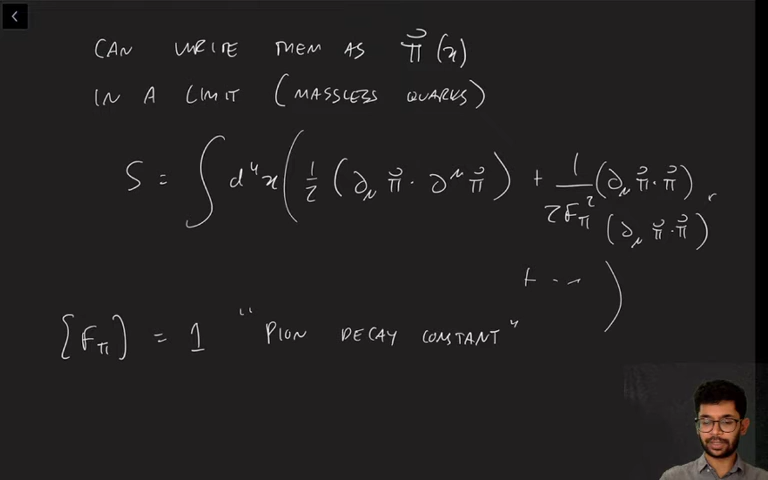 CAN WRITE THEM AS π⃗(x)
IN A LIMIT (MASSLESS QUARKS)
S = ∫ d⁴x ( 1/2 (∂_μ π⃗ · ∂^μ π⃗) + 1/(2F_π²) (∂_μ π⃗ · π⃗)
(∂_μ π⃗ · π⃗)
+ ... )
[F_π] = 1 "PION DECAY CONSTANT"